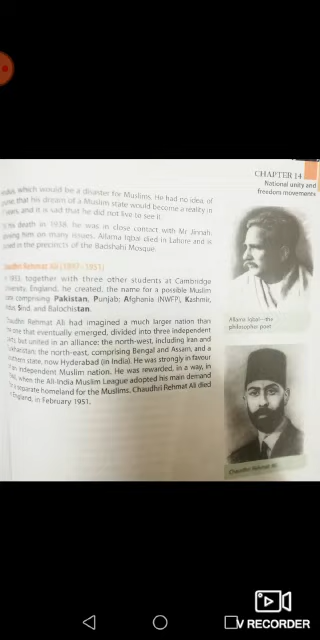 CHAPTER 14
National unity and
freedom movements
which would be a disaster for Muslims. He had no idea of
that his dream of a Muslim state would become a reality in
years, and it is sad that he did not live to see it.
his death in 1938, he was in close contact with Mr Jinnah,
him on many issues. Allama Iqbal died in Lahore and is
in the precincts of the Badshahi Mosque.
Allama Iqbal—the
philosopher poet
Rehmat Ali (1897–1951)
1933, together with three other students at Cambridge
England, he created, the name for a possible Muslim
comprising Pakistan, Punjab; Afghania (NWFP), Kashmir,
Sind, and Balochistan.
Rehmat Ali had imagined a much larger nation than
one that eventually emerged, divided into three independent
but united in an alliance: the north-west, including Iran and
the north-east, comprising Bengal and Assam, and a
state, now Hyderabad (in India). He was strongly in favour
an independent Muslim nation. He was rewarded, in a way, in
when the All-India Muslim League adopted his main demand
a separate homeland for the Muslims. Chaudhri Rehmat Ali died
England, in February 1951.
Chaudhri Rehmat Ali
V RECORDER